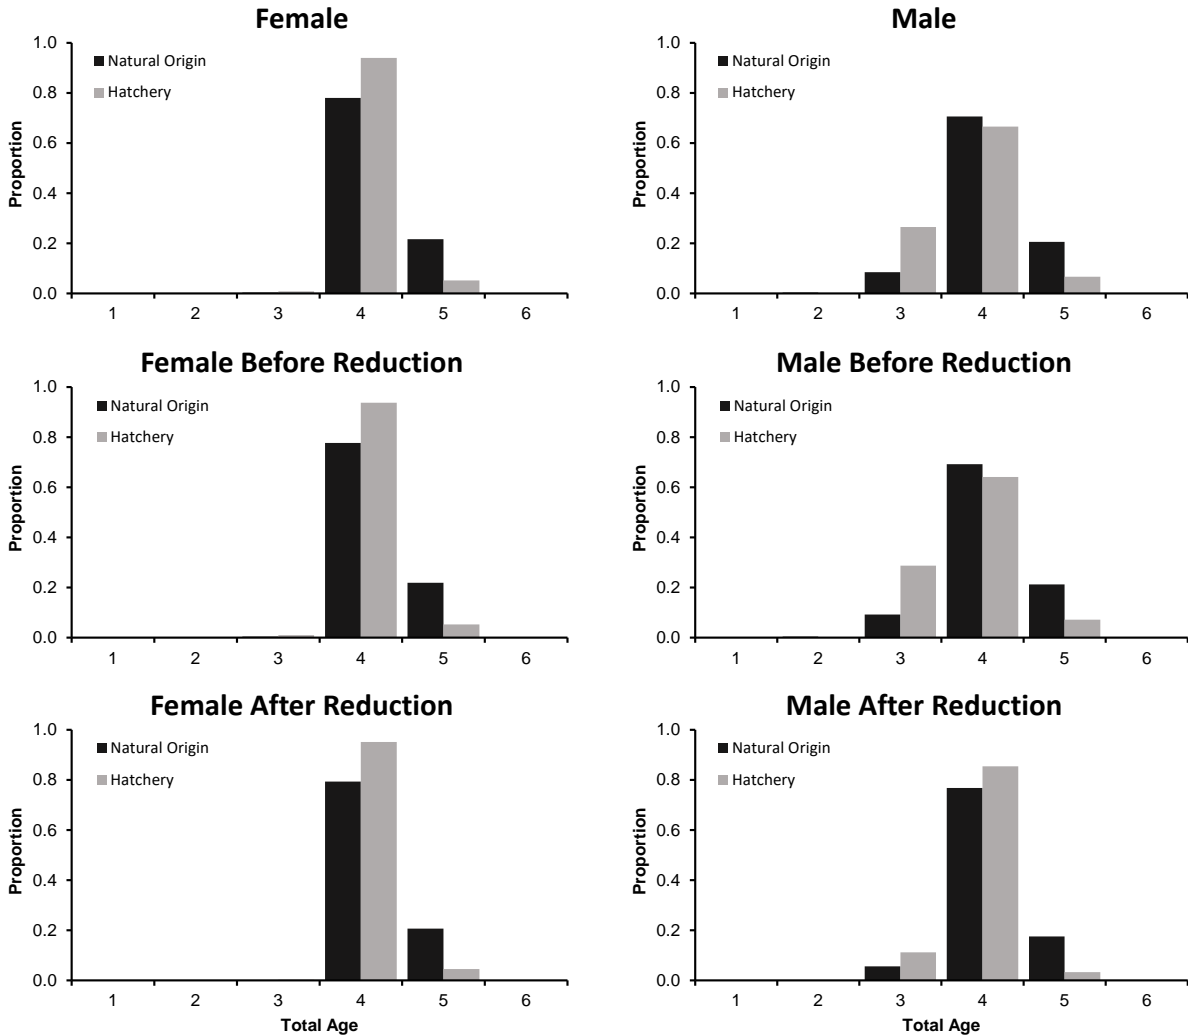 Female
1.0
Natural Origin
Hatchery
0.8
0.6
0.4
0.2
0.0
Proportion
1 2 3 4 5 6
Male
1.0
Natural Origin
Hatchery
0.8
0.6
0.4
0.2
0.0
Proportion
1 2 3 4 5 6
Female Before Reduction
1.0
Natural Origin
Hatchery
0.8
0.6
0.4
0.2
0.0
Proportion
1 2 3 4 5 6
Male Before Reduction
1.0
Natural Origin
Hatchery
0.8
0.6
0.4
0.2
0.0
Proportion
1 2 3 4 5 6
Female After Reduction
1.0
Natural Origin
Hatchery
0.8
0.6
0.4
0.2
0.0
Proportion
1 2 3 4 5 6
Total Age
Male After Reduction
1.0
Natural Origin
Hatchery
0.8
0.6
0.4
0.2
0.0
Proportion
1 2 3 4 5 6
Total Age